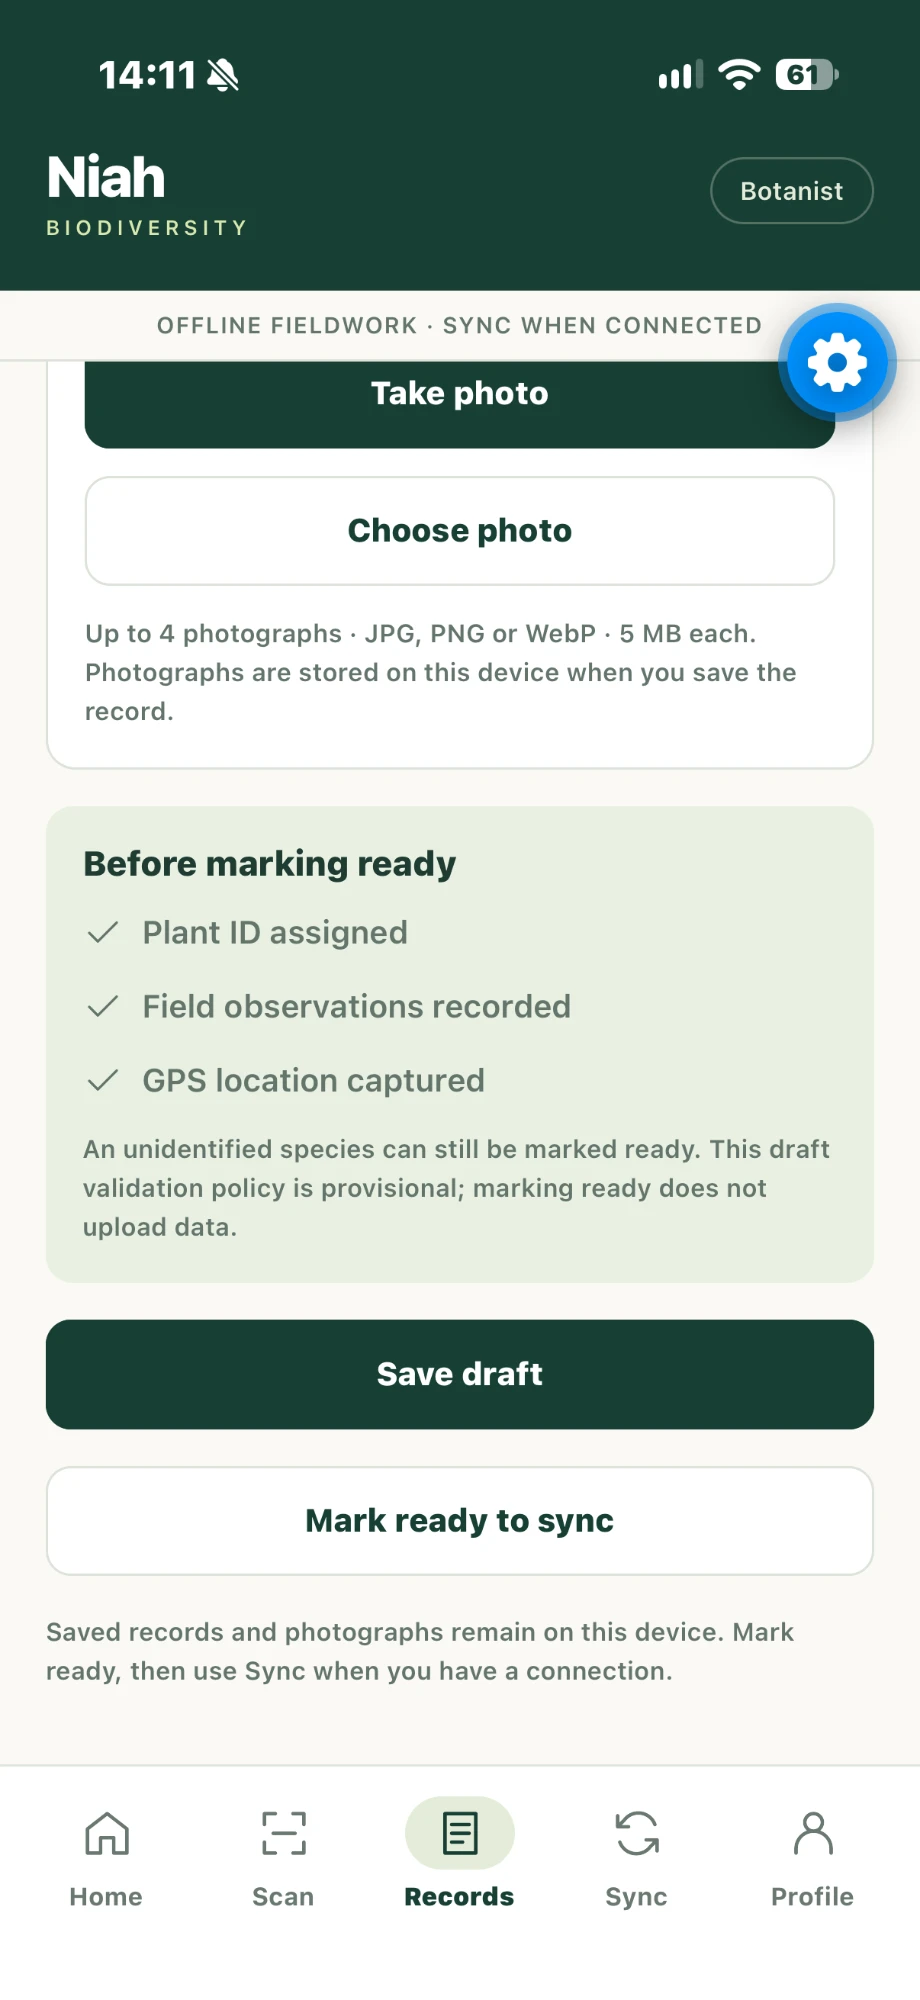 14:11
61
Niah
BIODIVERSITY
Botanist
OFFLINE FIELDWORK · SYNC WHEN CONNECTED
Take photo
Choose photo
Up to 4 photographs · JPG, PNG or WebP · 5 MB each.
Photographs are stored on this device when you save the
record.
Before marking ready
Plant ID assigned
Field observations recorded
GPS location captured
An unidentified species can still be marked ready. This draft
validation policy is provisional; marking ready does not
upload data.
Save draft
Mark ready to sync
Saved records and photographs remain on this device. Mark
ready, then use Sync when you have a connection.
Home
Scan
Records
Sync
Profile